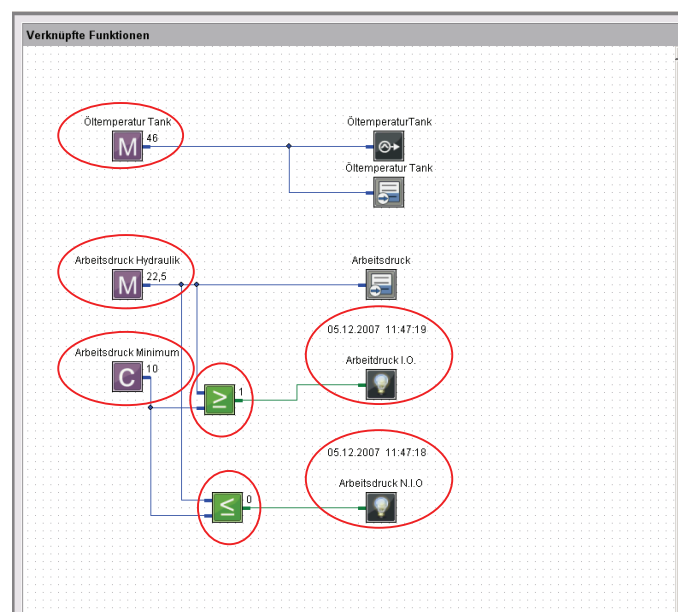 Verknüpfte Funktionen
Öltemperatur Tank
M
46
ÖltemperaturTank
Öltemperatur Tank
Arbeitsdruck Hydraulik
M
22,5
Arbeitsdruck
05.12.2007 11:47:19
Arbeitsdruck Minimum
C
10
Arbeitdruck I.O.
≥
1
05.12.2007 11:47:18
Arbeitsdruck N.I.O
≤
0